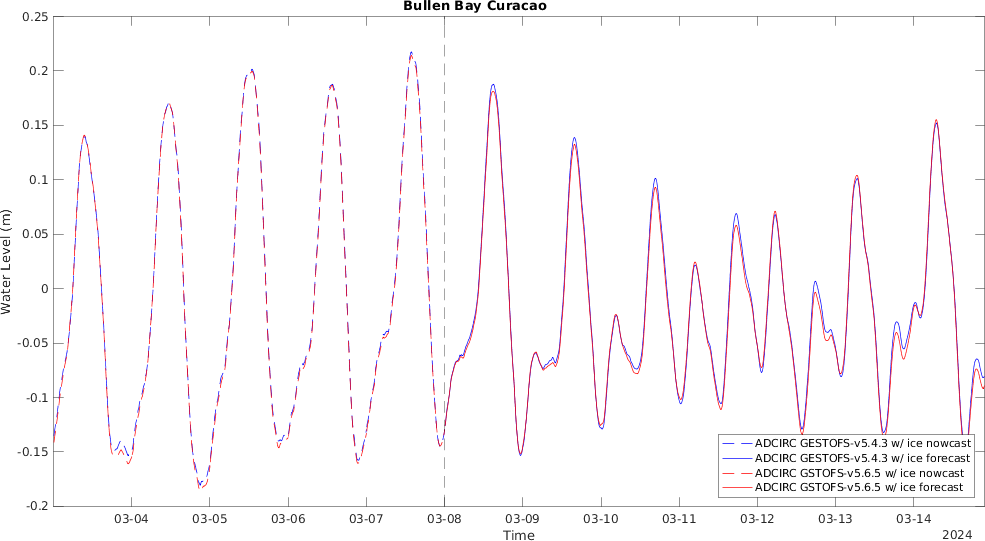 Bullen Bay Curacao
0.25
0.2
0.15
0.1
0.05
0
-0.05
-0.1
-0.15
-0.2
Water Level (m)
03-04 03-05 03-06 03-07 03-08 03-09 03-10 03-11 03-12 03-13 03-14
Time
2024
ADCIRC GESTOFS-v5.4.3 w/ ice nowcast
ADCIRC GESTOFS-v5.4.3 w/ ice forecast
ADCIRC GSTOFS-v5.6.5 w/ ice nowcast
ADCIRC GSTOFS-v5.6.5 w/ ice forecast